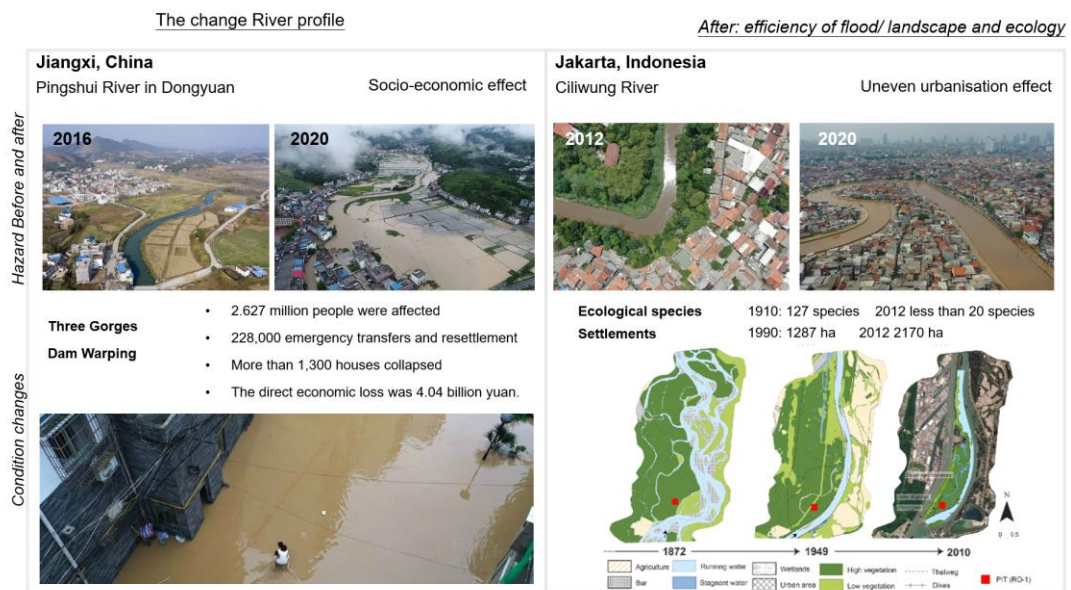 The change River profile
After: efficiency of flood/ landscape and ecology
Hazard Before and after
Condition changes
Jiangxi, China
Pingshui River in Dongyuan
Socio-economic effect
2016
2020
Three Gorges
Dam Warping
• 2.627 million people were affected
• 228,000 emergency transfers and resettlement
• More than 1,300 houses collapsed
• The direct economic loss was 4.04 billion yuan.
Jakarta, Indonesia
Ciliwung River
Uneven urbanisation effect
2012
2020
Ecological species 1910: 127 species 2012 less than 20 species
Settlements 1990: 1287 ha 2012 2170 ha
N
0 0.5
1872
1949
2010
Agriculture Running water Wetlands High vegetation Thalweg
Bar Stagnent water Urban area Low vegetation Dikes PIT (RO-1)